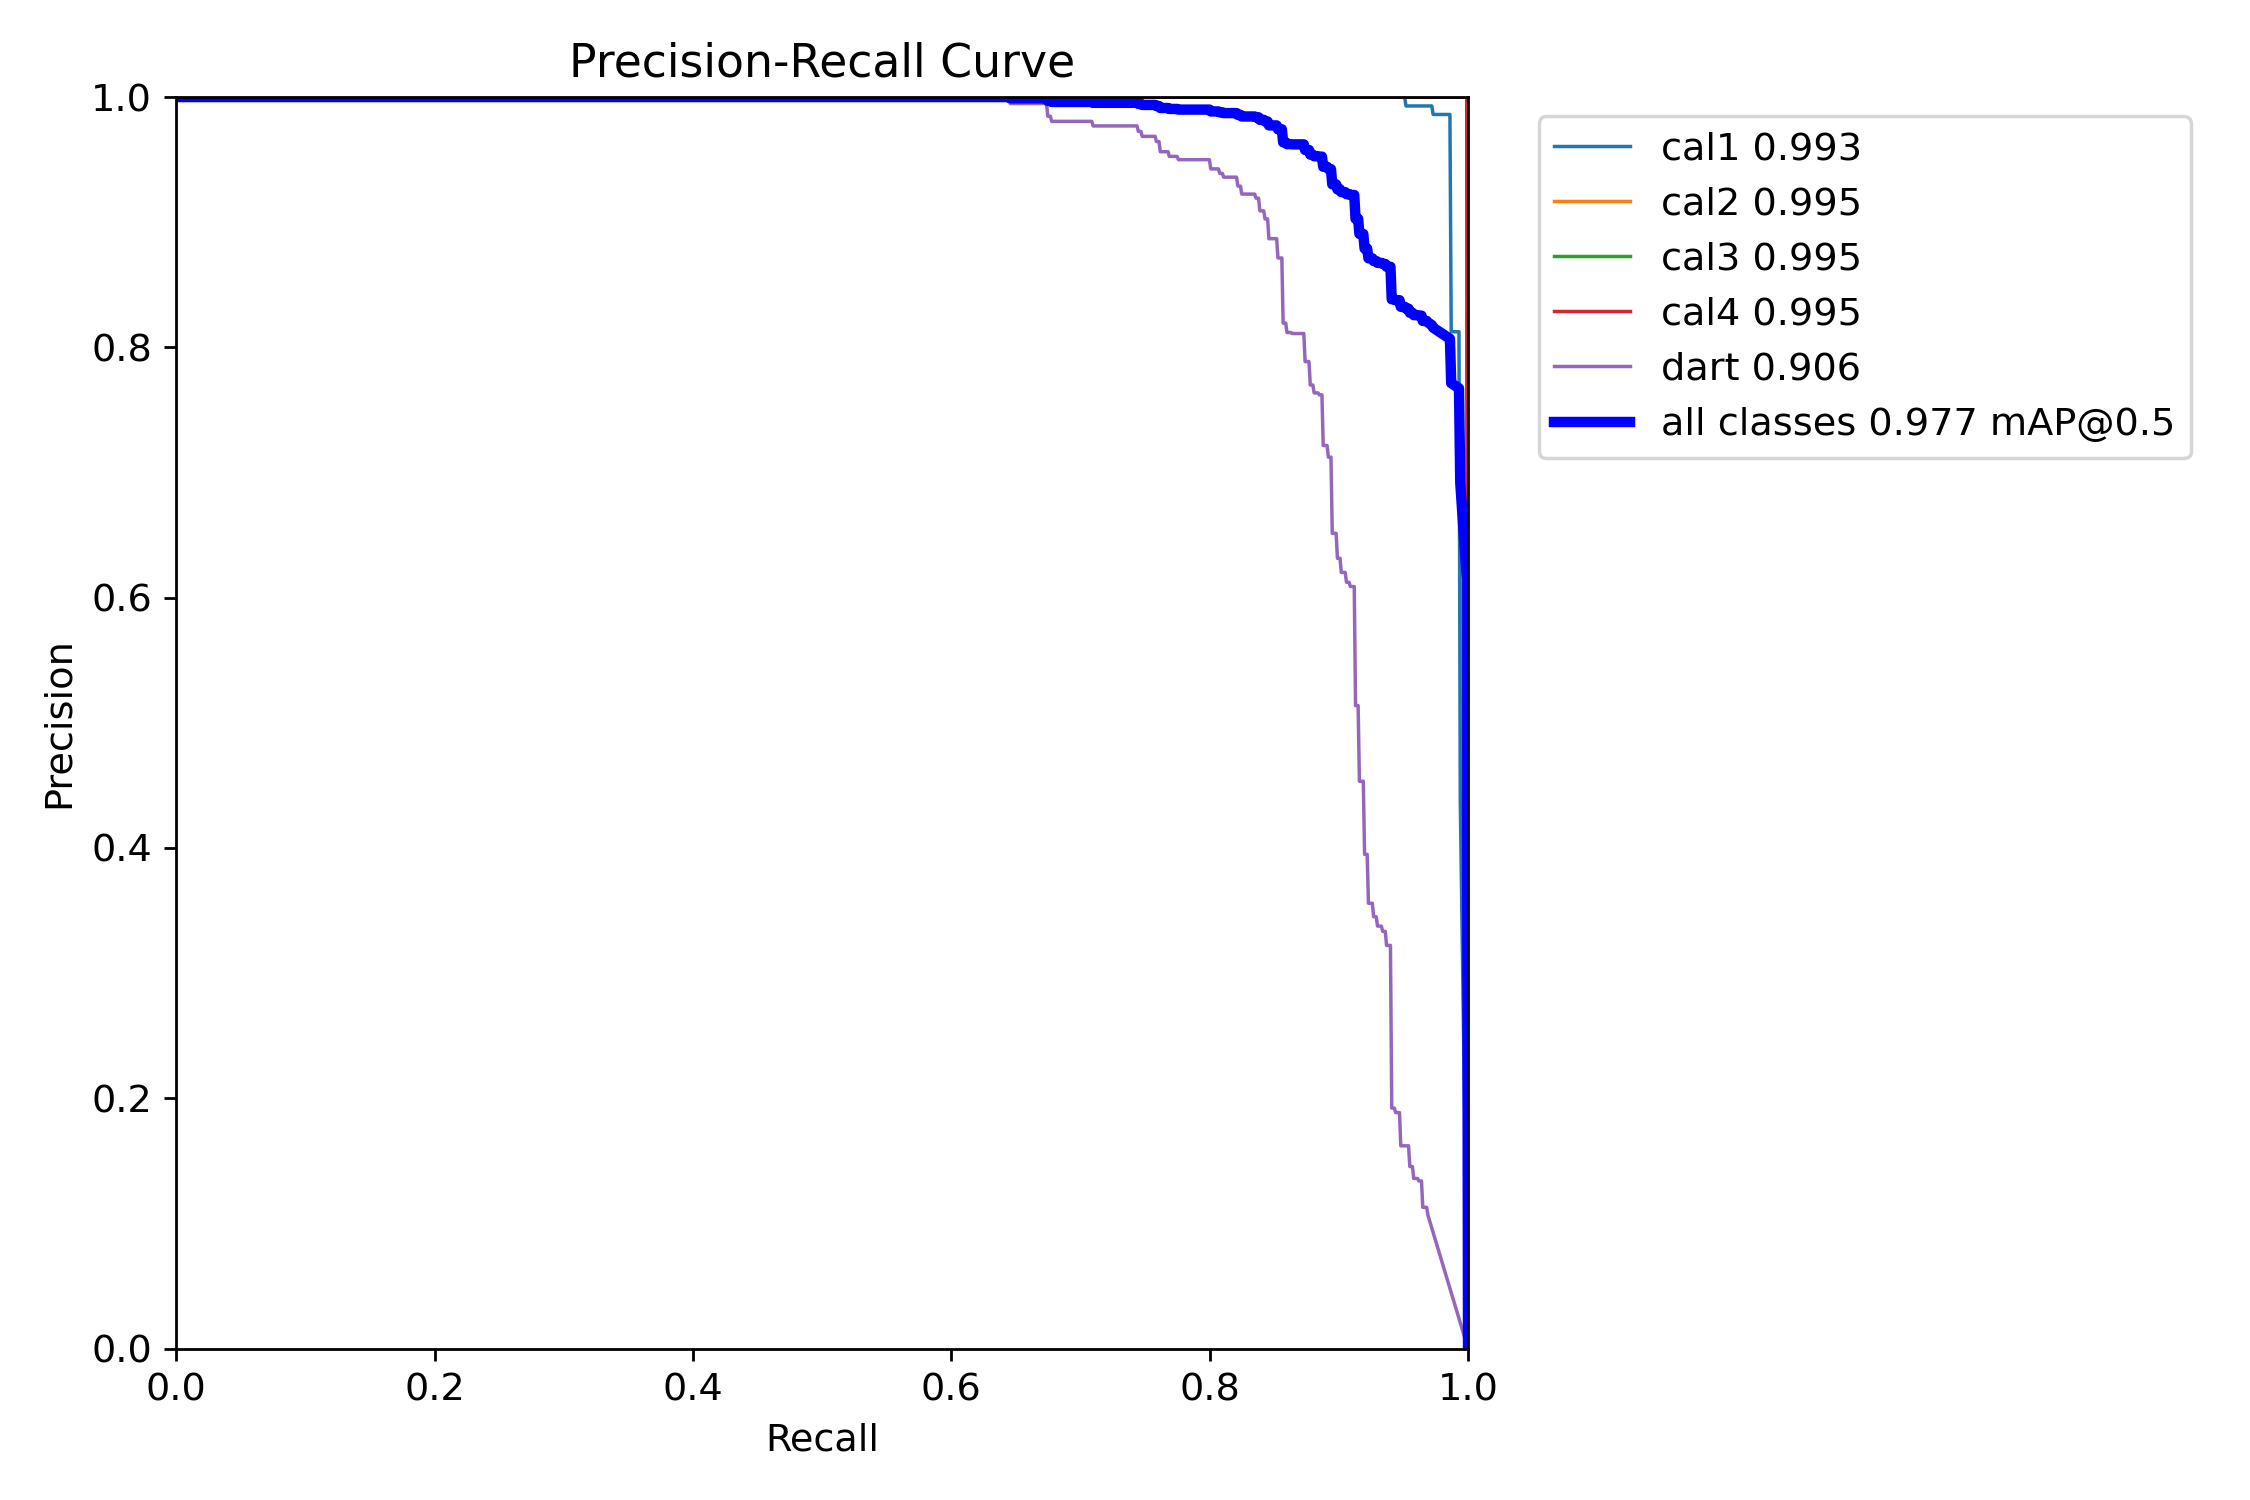 Precision-Recall Curve
1.0
0.8
0.6
0.4
0.2
0.0
Precision
0.0 0.2 0.4 0.6 0.8 1.0
Recall
cal1 0.993
cal2 0.995
cal3 0.995
cal4 0.995
dart 0.906
all classes 0.977 mAP@0.5